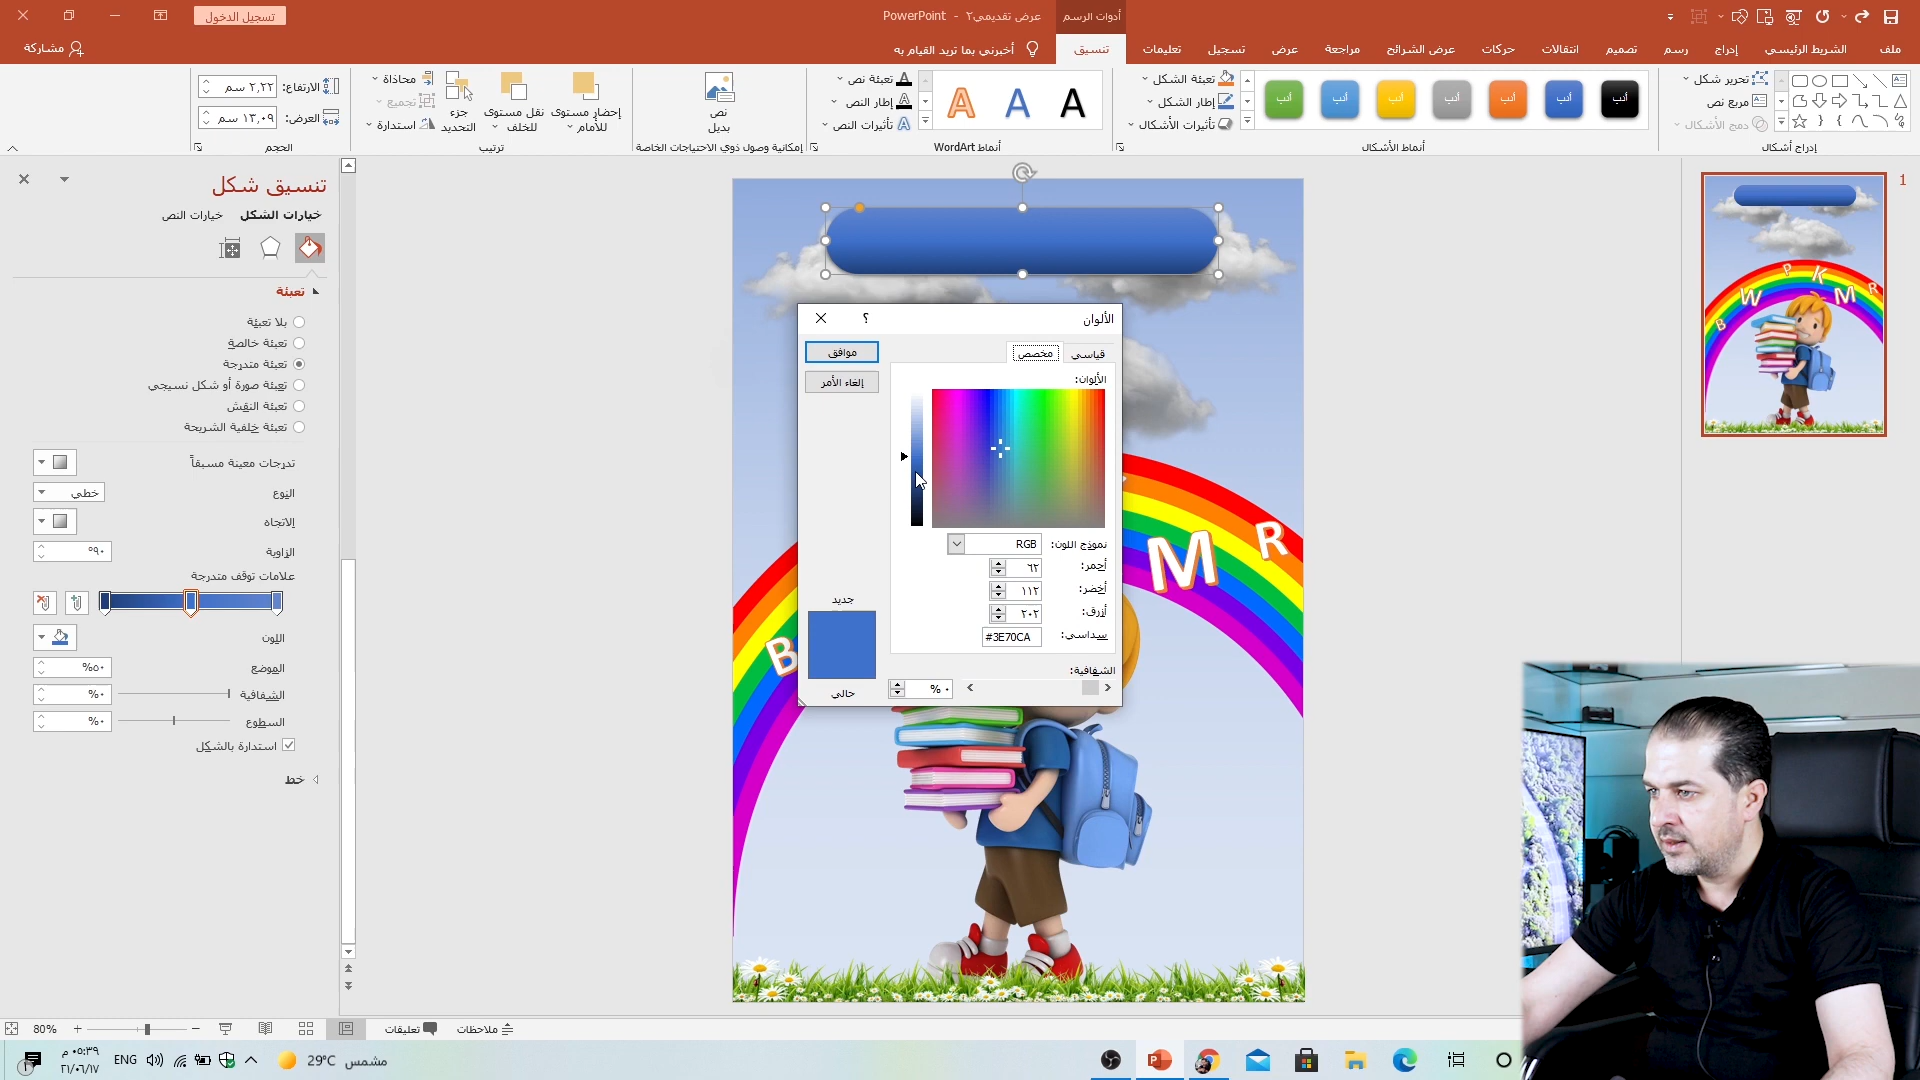 أدوات الرسم
عرض تقديمي٢ - PowerPoint
تسجيل الدخول
ملف
الشريط الرئيسي
إدراج
رسم
تصميم
انتقالات
حركات
عرض الشرائح
مراجعة
عرض
تسجيل
تعليمات
تنسيق
أخبرني بما تريد القيام به
مشاركة
تحرير شكل
مربع نص
دمج الأشكال
إدراج أشكال
أتب أتب أتب أتب أتب أتب أتب
تعبئة الشكل
إطار الشكل
تأثيرات الأشكال
أنماط الأشكال
A A A
تعبئة نص
إطار النص
تأثيرات النص
أنماط WordArt
نص بديل
إمكانية وصول ذوي الاحتياجات الخاصة
إحضار مستوى للأمام
نقل مستوى للخلف
جزء التحديد
محاذاة
تجميع
استدارة
ترتيب
الارتفاع: ٢,٢٢ سم
العرض: ١٣,٠٩ سم
الحجم
تنسيق شكل
خيارات الشكل
خيارات النص
تعبئة
بلا تعبئة
تعبئة خالصة
تعبئة متدرجة
تعبئة صورة أو شكل نسيجي
تعبئة النقش
تعبئة خلفية الشريحة
تدرجات معينة مسبقاً
النوع
خطي
الاتجاه
الزاوية
°٩٠
علامات توقف متدرجة
اللون
الموضع
%٥٠
الشفافية
%٠
السطوع
%٠
استدارة بالشكل
خط
الألوان
?
موافق
إلغاء الأمر
قياسي
مخصص
الألوان:
نموذج اللون:
RGB
أحمر:
٦٢
أخضر:
١١٢
أزرق:
٢٠٢
سداسي:
#3E70CA
جديد
حالي
الشفافية:
% ٠
B
M
R
1
B W P K M R
80%
تعليقات
ملاحظات
٠٥:٣٩ م
٢١/٠٦/١٧
ENG
29°C مشمس